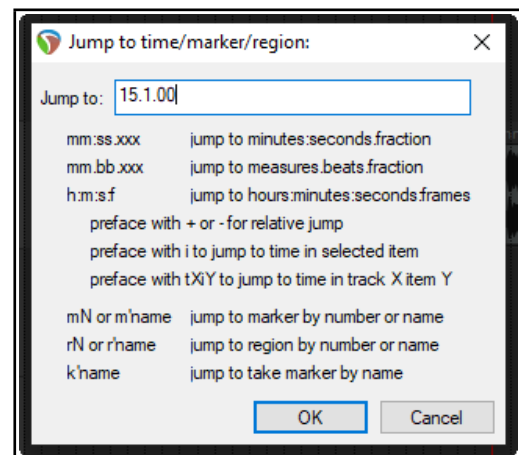 Jump to time/marker/region:
Jump to: 15.1.00
mm:ss.xxx jump to minutes:seconds.fraction
mm.bb.xxx jump to measures.beats.fraction
h:m:s:f jump to hours:minutes:seconds:frames
preface with + or - for relative jump
preface with i to jump to time in selected item
preface with tXiY to jump to time in track X item Y
mN or m'name jump to marker by number or name
rN or r'name jump to region by number or name
k'name jump to take marker by name
OK Cancel